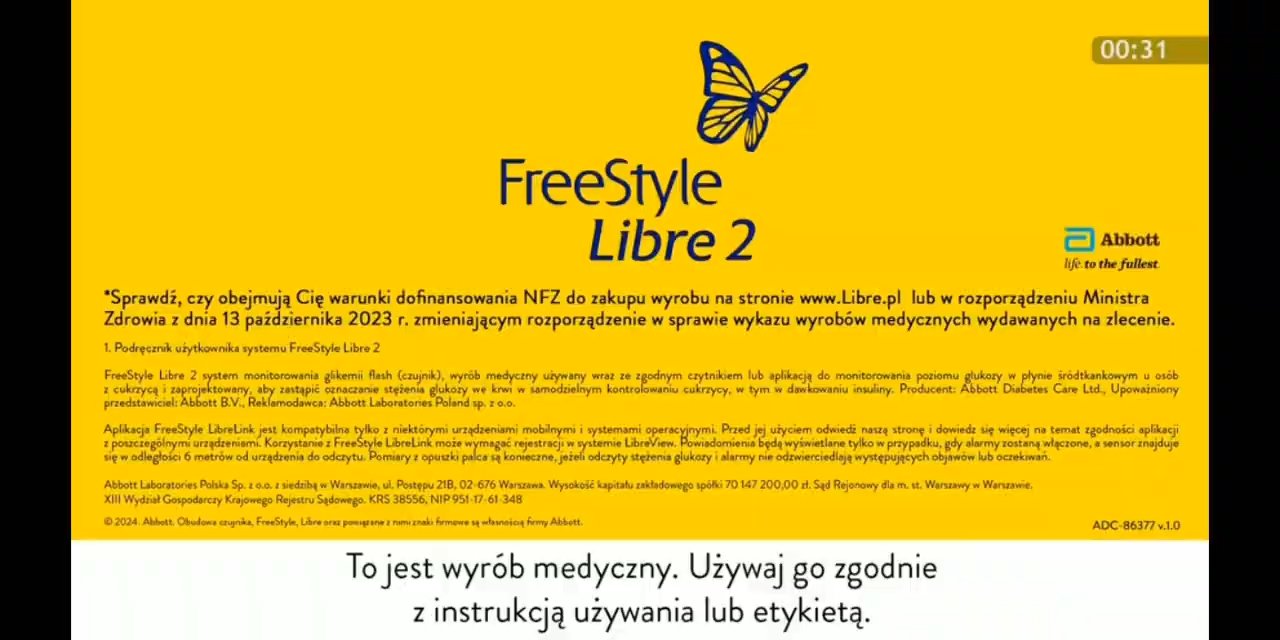 00:31
FreeStyle
Libre 2
Abbott
life. to the fullest.
*Sprawdź, czy obejmują Cię warunki dofinansowania NFZ do zakupu wyrobu na stronie www.Libre.pl lub w rozporządzeniu Ministra
Zdrowia z dnia 13 października 2023 r. zmieniającym rozporządzenie w sprawie wykazu wyrobów medycznych wydawanych na zlecenie.
1. Podręcznik użytkownika systemu FreeStyle Libre 2
FreeStyle Libre 2 system monitorowania glikemii flash (czujnik), wyrób medyczny używany wraz ze zgodnym czytnikiem lub aplikacją do monitorowania poziomu glukozy w płynie śródtkankowym u osób
z cukrzycą i zaprojektowany, aby zastąpić oznaczanie stężenia glukozy we krwi w samodzielnym kontrolowaniu cukrzycy, w tym w dawkowaniu insuliny. Producent: Abbott Diabetes Care Ltd., Upoważniony
przedstawiciel: Abbott B.V., Reklamodawca: Abbott Laboratories Poland sp. z o.o.
Aplikacja FreeStyle LibreLink jest kompatybilna tylko z niektórymi urządzeniami mobilnymi i systemami operacyjnymi. Przed jej użyciem odwiedź naszą stronę i dowiedz się więcej na temat zgodności aplikacji
z poszczególnymi urządzeniami. Korzystanie z FreeStyle LibreLink może wymagać rejestracji w systemie LibreView. Powiadomienia będą wyświetlane tylko w przypadku, gdy alarmy zostaną włączone, a sensor znajduje
się w odległości 6 metrów od urządzenia do odczytu. Pomiary z opuszki palca są konieczne, jeżeli odczyty stężenia glukozy i alarmy nie odzwierciedlają występujących objawów lub oczekiwań.
Abbott Laboratories Polska Sp. z o.o. z siedzibą w Warszawie, ul. Postępu 21B, 02-676 Warszawa. Wysokość kapitału zakładowego spółki 70 147 200,00 zł. Sąd Rejonowy dla m. st. Warszawy w Warszawie,
XIII Wydział Gospodarczy Krajowego Rejestru Sądowego. KRS 38556, NIP 951-17-61-348
© 2024 Abbott. Obudowa czujnika, FreeStyle, Libre oraz powiązane z nimi znaki firmowe są własnością firmy Abbott.
ADC-86377 v.1.0
To jest wyrób medyczny. Używaj go zgodnie
z instrukcją używania lub etykietą.